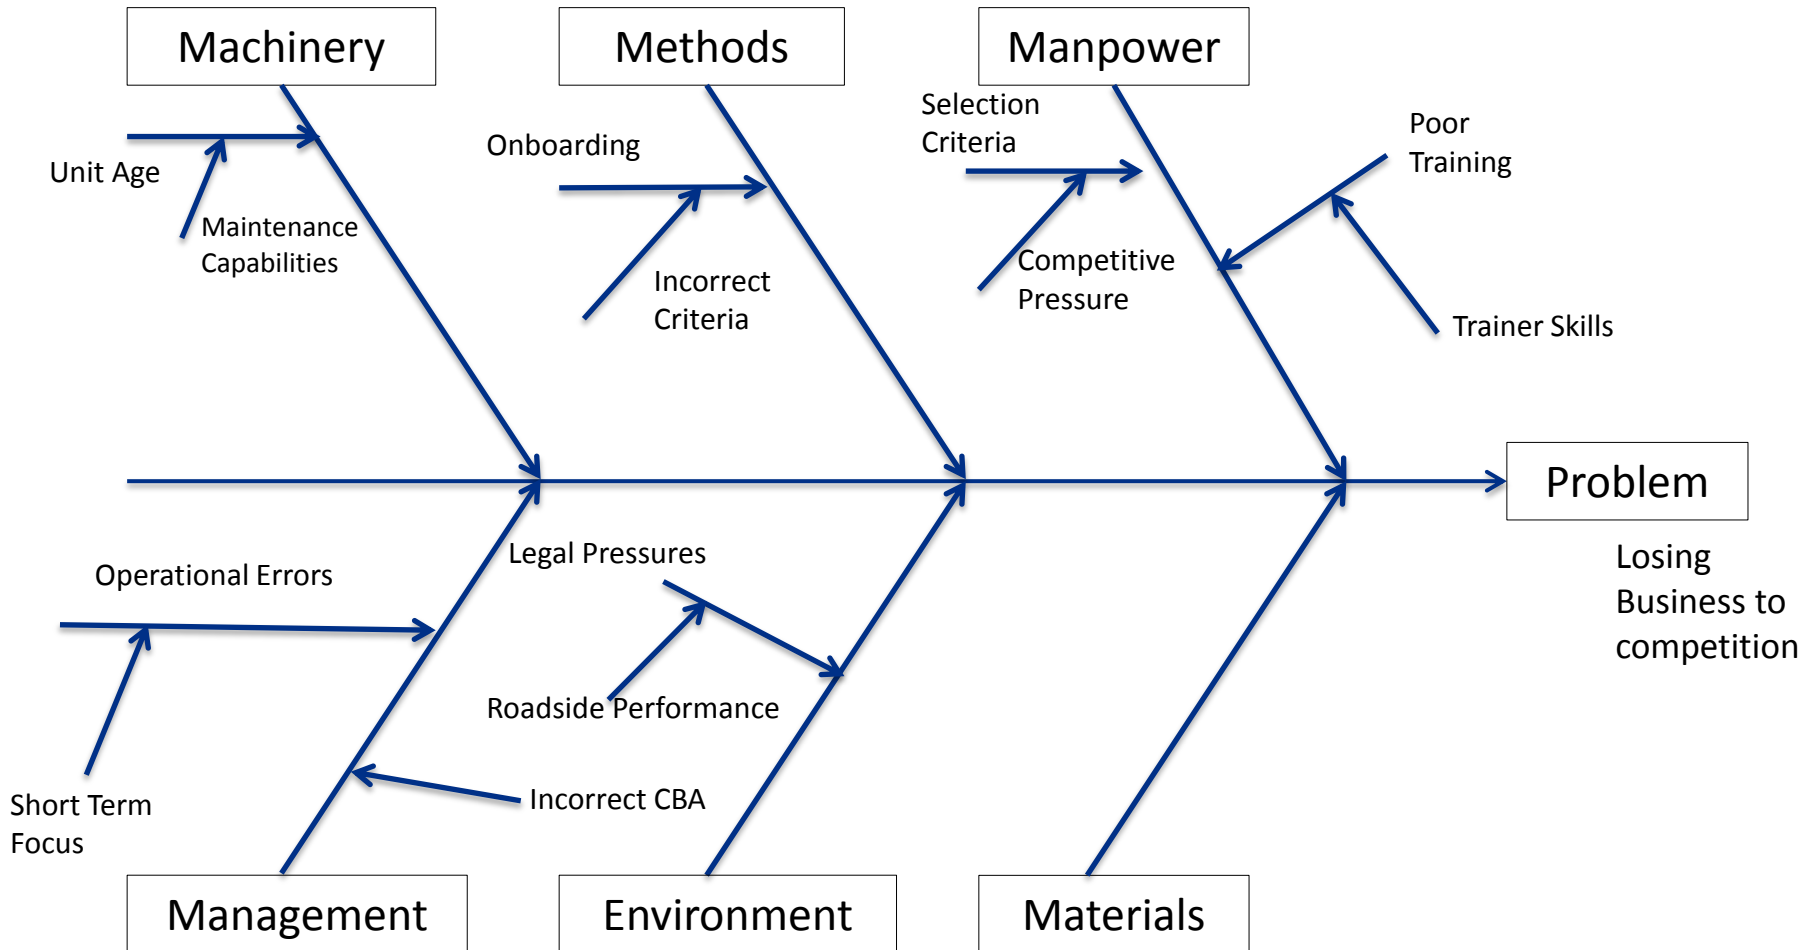 Machinery
Methods
Manpower
Selection
Criteria
Poor
Training
Onboarding
Unit Age
Maintenance
Capabilities
Incorrect
Criteria
Competitive
Pressure
Trainer Skills
Problem
Losing
Business to
competition
Operational Errors
Legal Pressures
Roadside Performance
Short Term
Focus
Incorrect CBA
Management
Environment
Materials